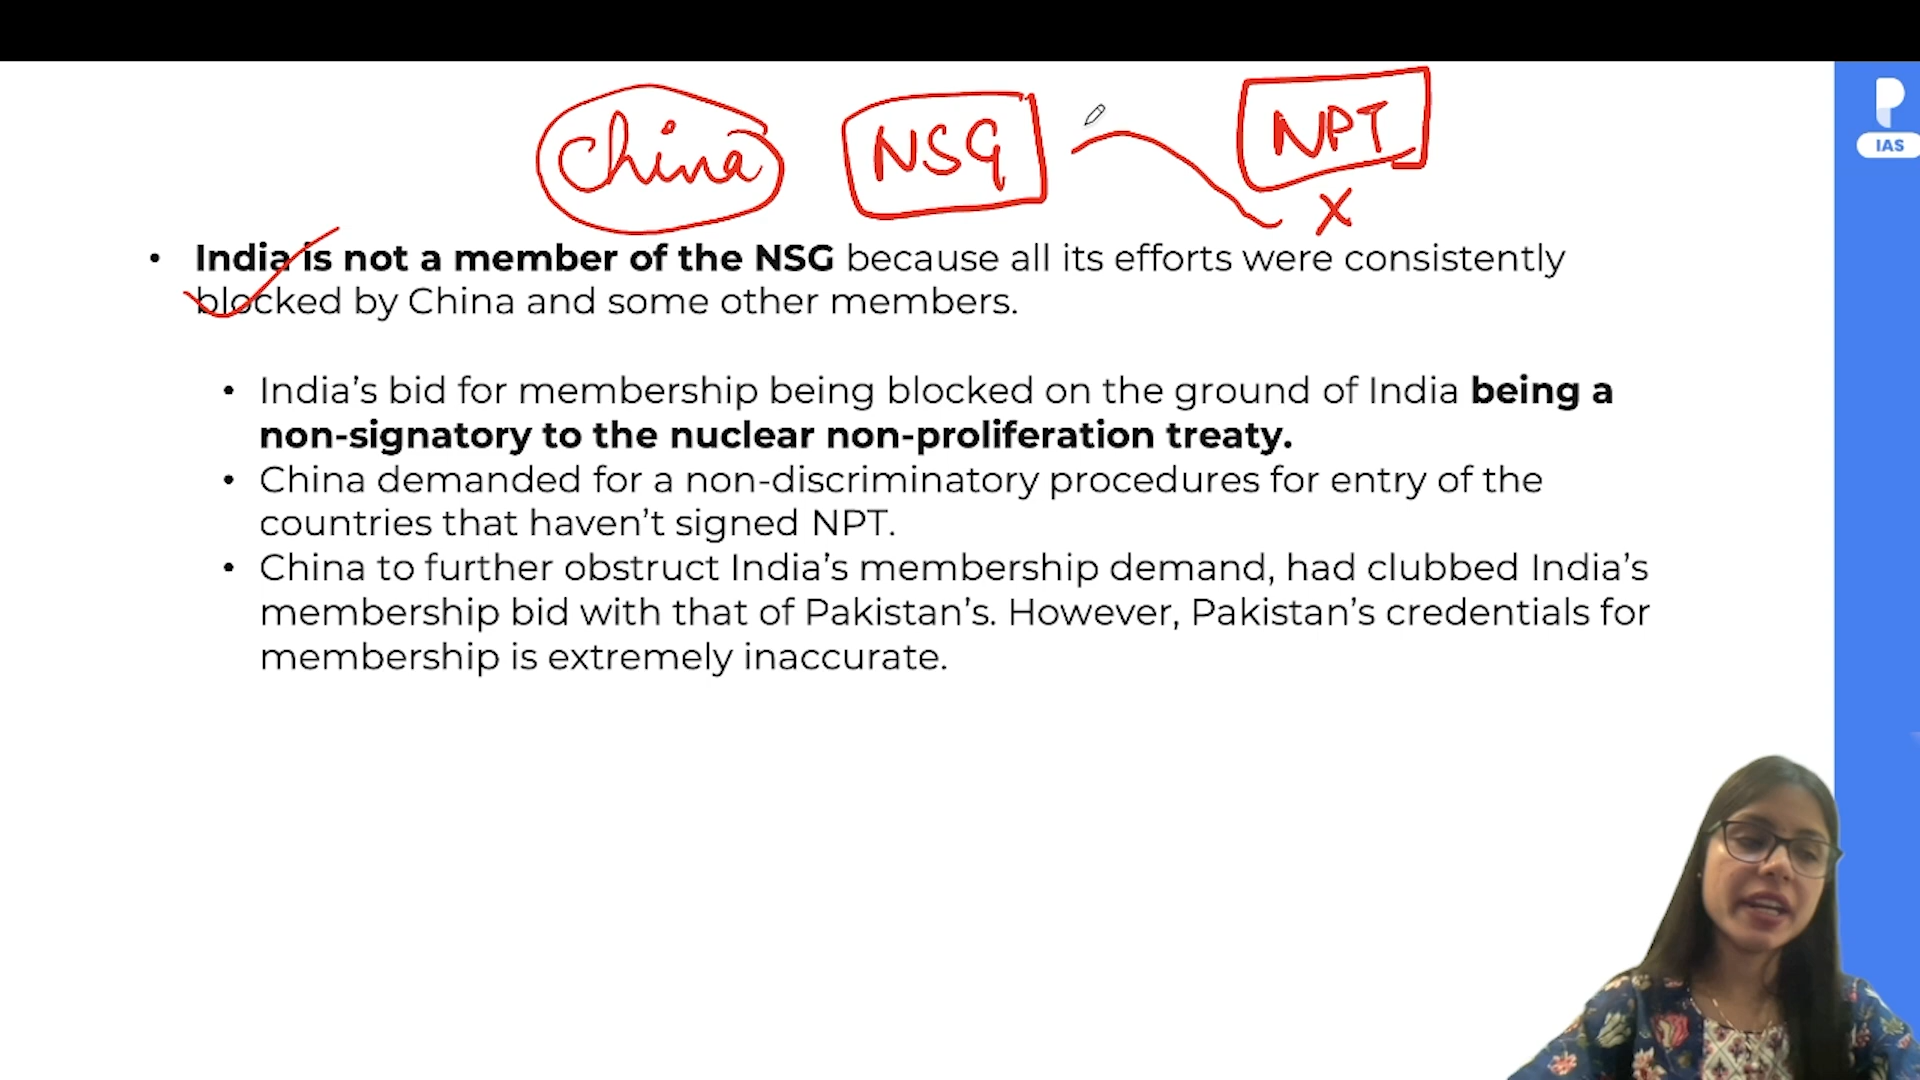 China NSG NPT
X
IAS
• India is not a member of the NSG because all its efforts were consistently
blocked by China and some other members.
• India’s bid for membership being blocked on the ground of India being a
non-signatory to the nuclear non-proliferation treaty.
• China demanded for a non-discriminatory procedures for entry of the
countries that haven’t signed NPT.
• China to further obstruct India’s membership demand, had clubbed India’s
membership bid with that of Pakistan’s. However, Pakistan’s credentials for
membership is extremely inaccurate.